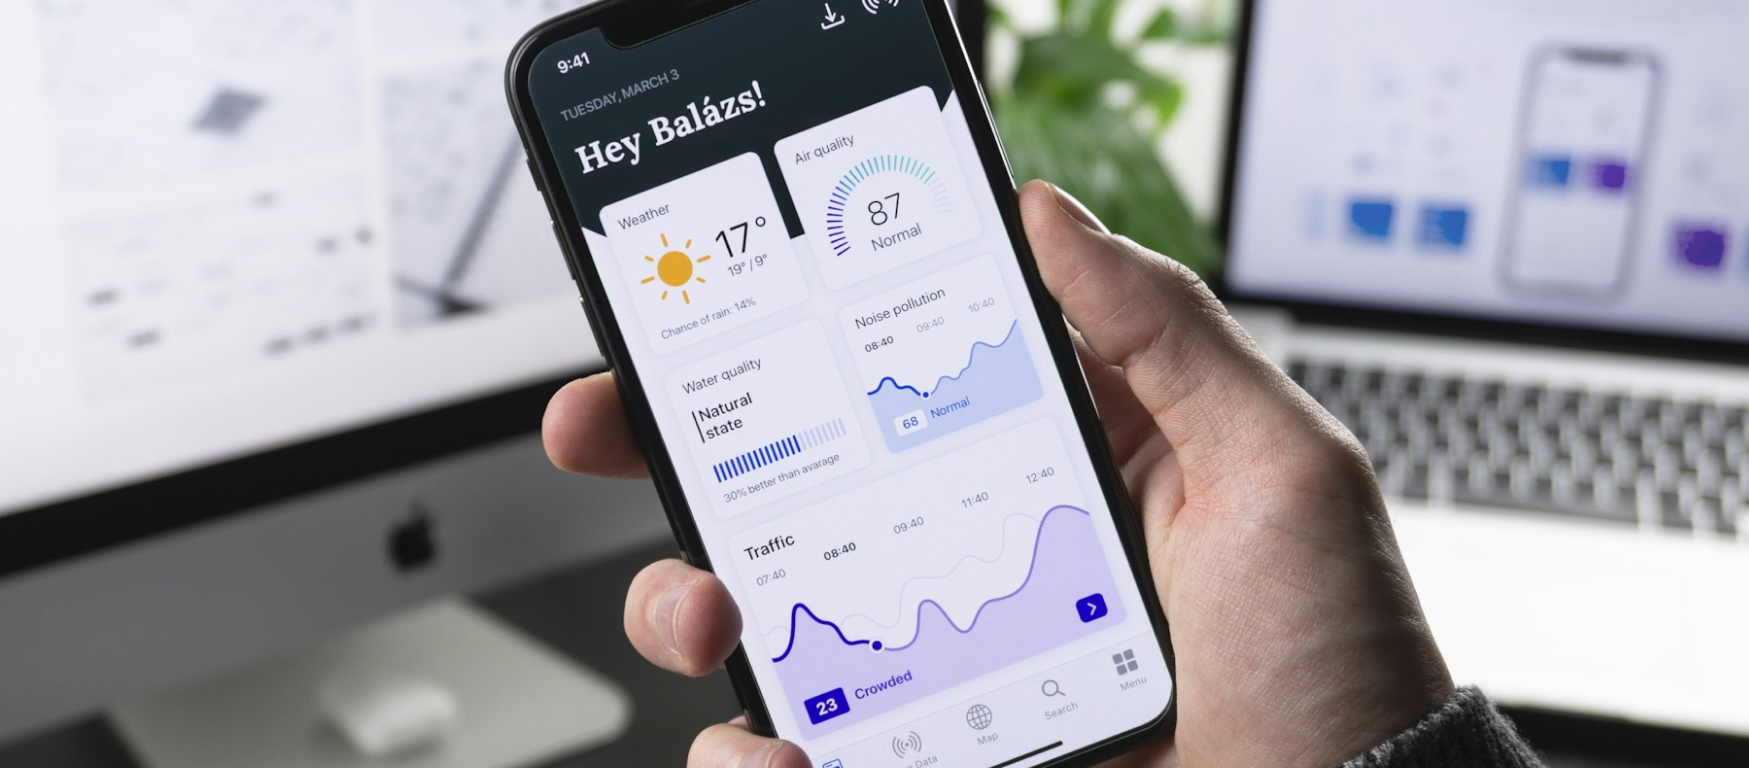 9:41
TUESDAY, MARCH 3
Hey Balázs!
Weather
17°
19°/9°
Chance of rain: 14%
Air quality
87
Normal
Water quality
Natural
state
30% better than avarage
Noise pollution
08:40 09:40 10:40
68 Normal
Traffic
07:40 08:40 09:40 11:40 12:40
23 Crowded
Data
Map
Search
Menu